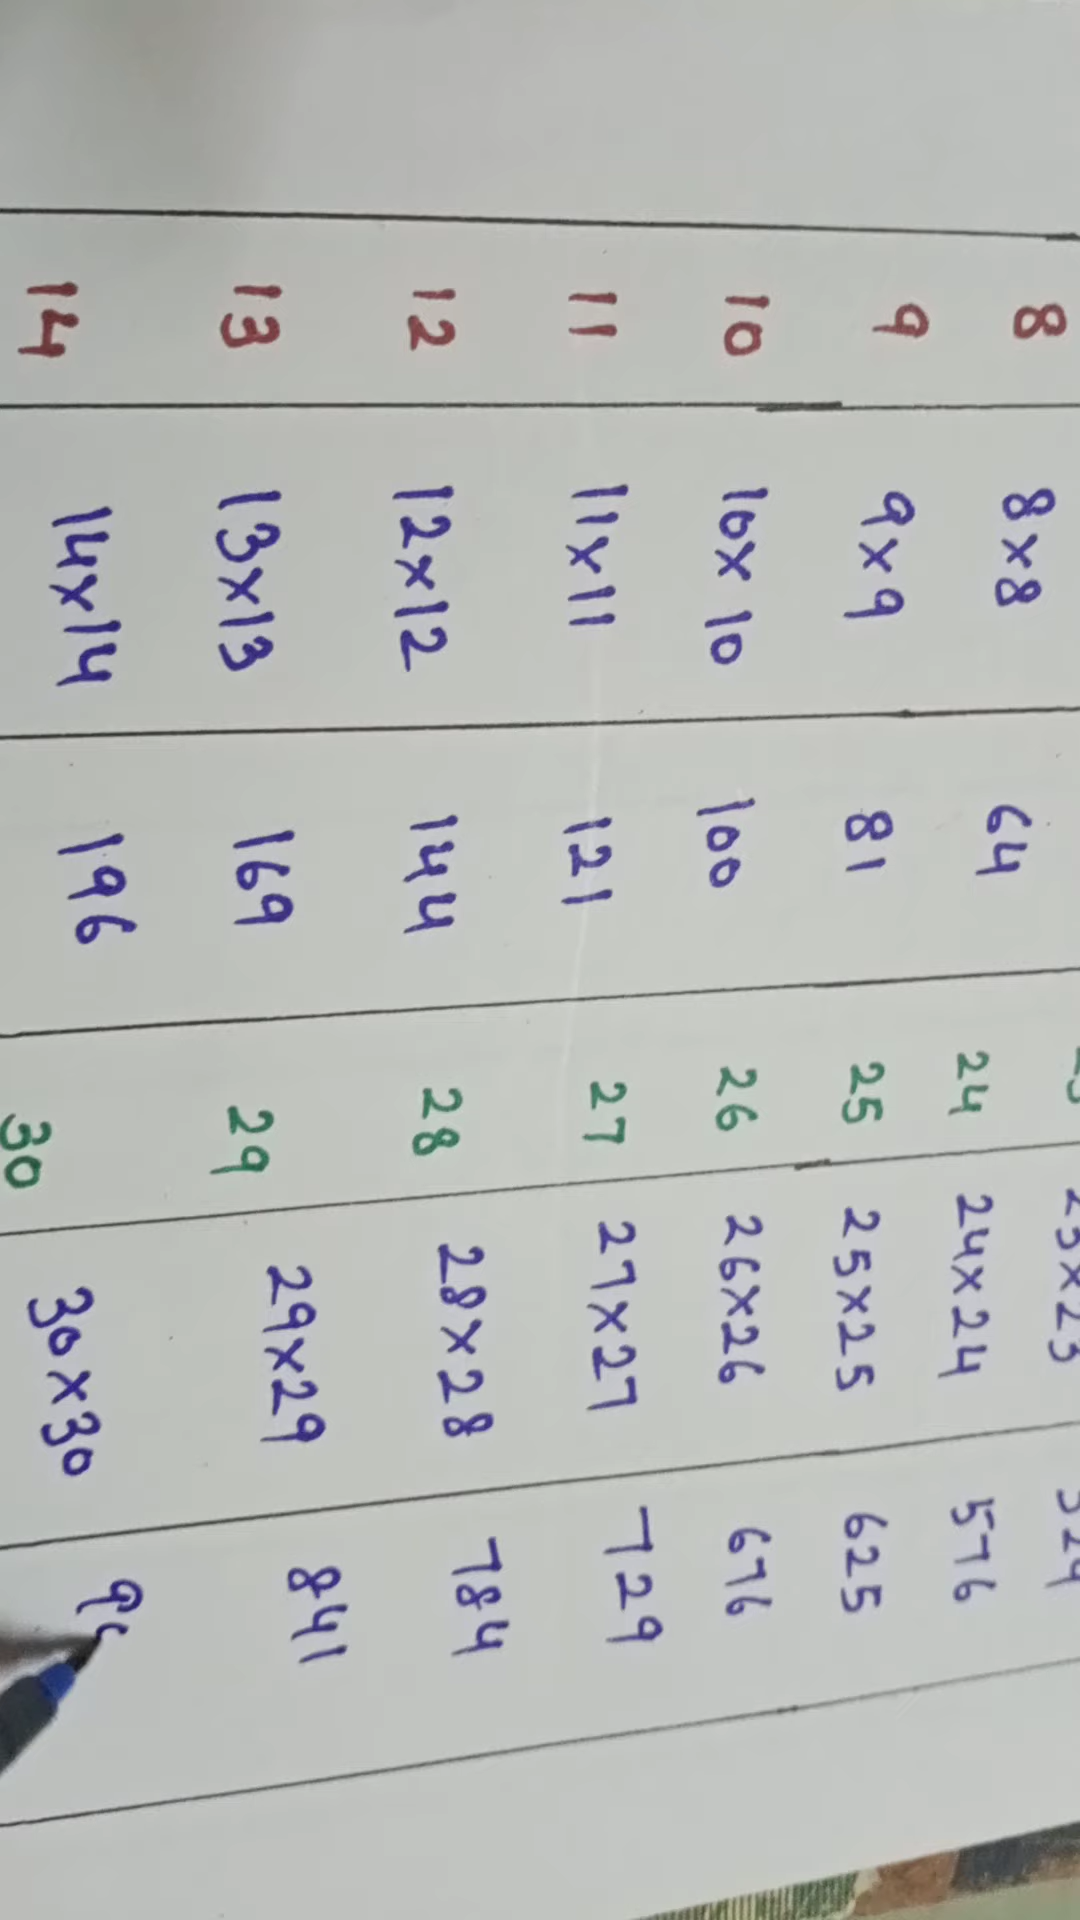 8 8×8 64
9 9×9 81 24 24×24 576
10 10×10 100 25 25×25 625
11 11×11 121 26 26×26 676
12 12×12 144 27 27×27 729
13 13×13 169 28 28×28 784
14 14×14 196 29 29×29 841
30 30×30 9